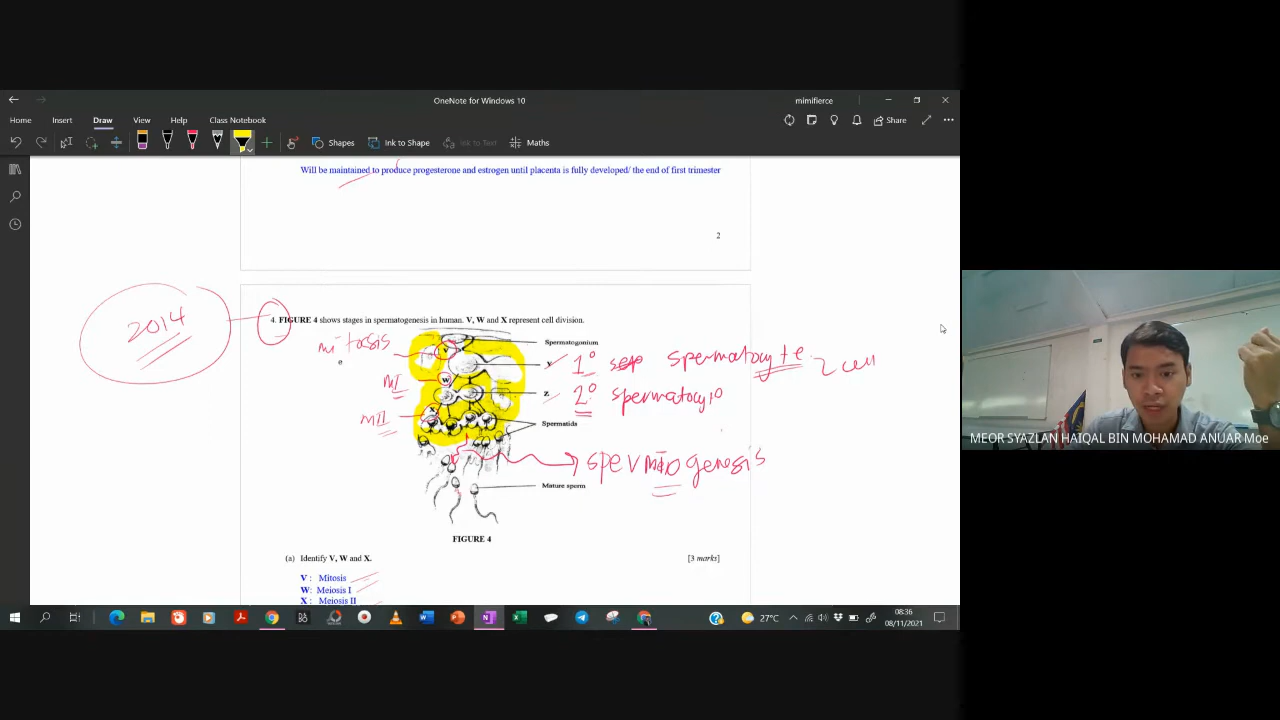 OneNote for Windows 10
mimifierce
Home
Insert
Draw
View
Help
Class Notebook
Share
Shapes
Ink to Shape
Ink to Text
Maths
Will be maintained to produce progesterone and estrogen until placenta is fully developed/ the end of first trimester
2
2014
4. FIGURE 4 shows stages in spermatogenesis in human. V, W and X represent cell division.
mitosis
e
V
Spermatogonium
Y
1° spermatocyte 2 cell
MI
W
Z
2° spermatocyte
MII
X
Spermatids
spermiogenesis
Mature sperm
FIGURE 4
(a) Identify V, W and X.
[3 marks]
V : Mitosis
W: Meiosis I
X : Meiosis II
MEOR SYAZLAN HAIQAL BIN MOHAMAD ANUAR Moe
27°C
08:36
08/11/2021